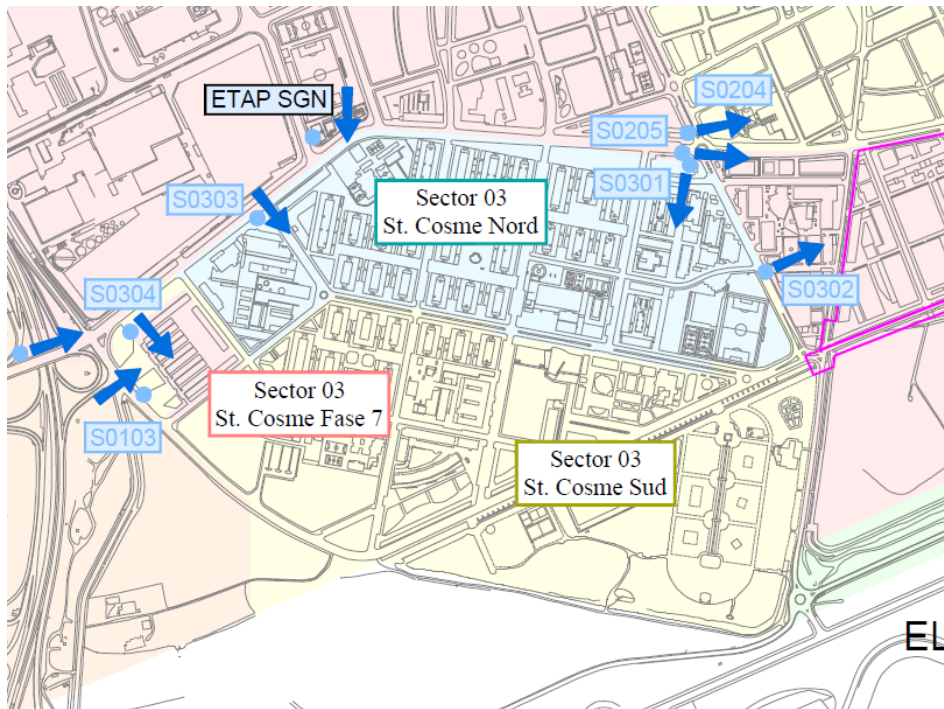 ETAP SGN
S0204
S0205
S0301
S0303
Sector 03
St. Cosme Nord
S0302
S0304
Sector 03
St. Cosme Fase 7
S0103
Sector 03
St. Cosme Sud
EL